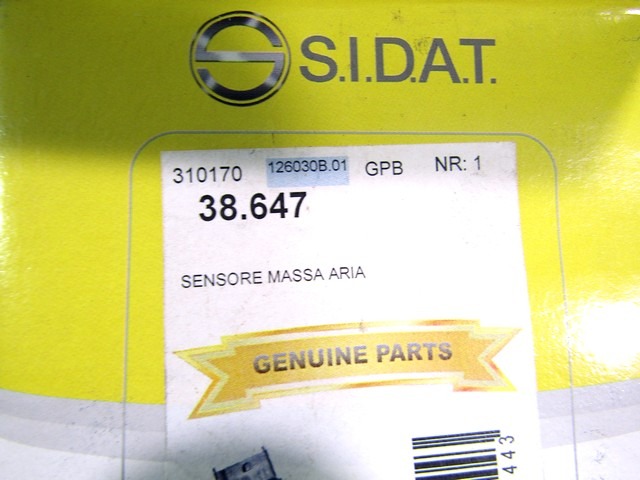 S.I.D.A.T.
310170 126030B.01 GPB NR: 1
38.647
SENSORE MASSA ARIA
GENUINE PARTS
443